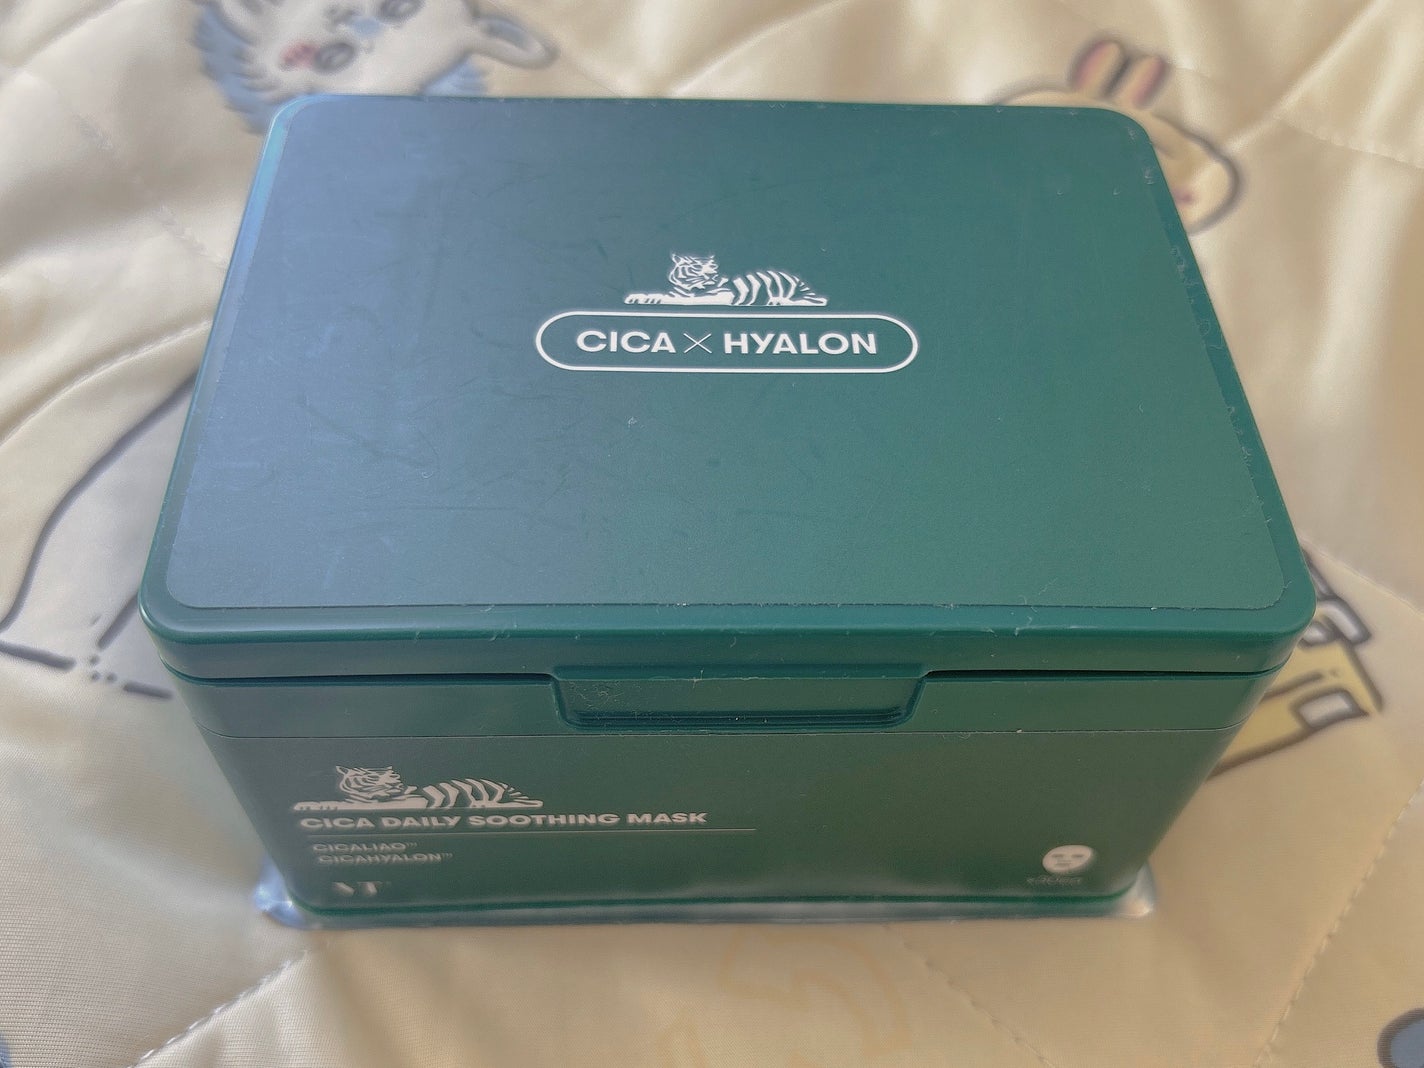 CICA × HYALON
CICA DAILY SOOTHING MASK
CICALIAO™
CICAHYALON™
VT